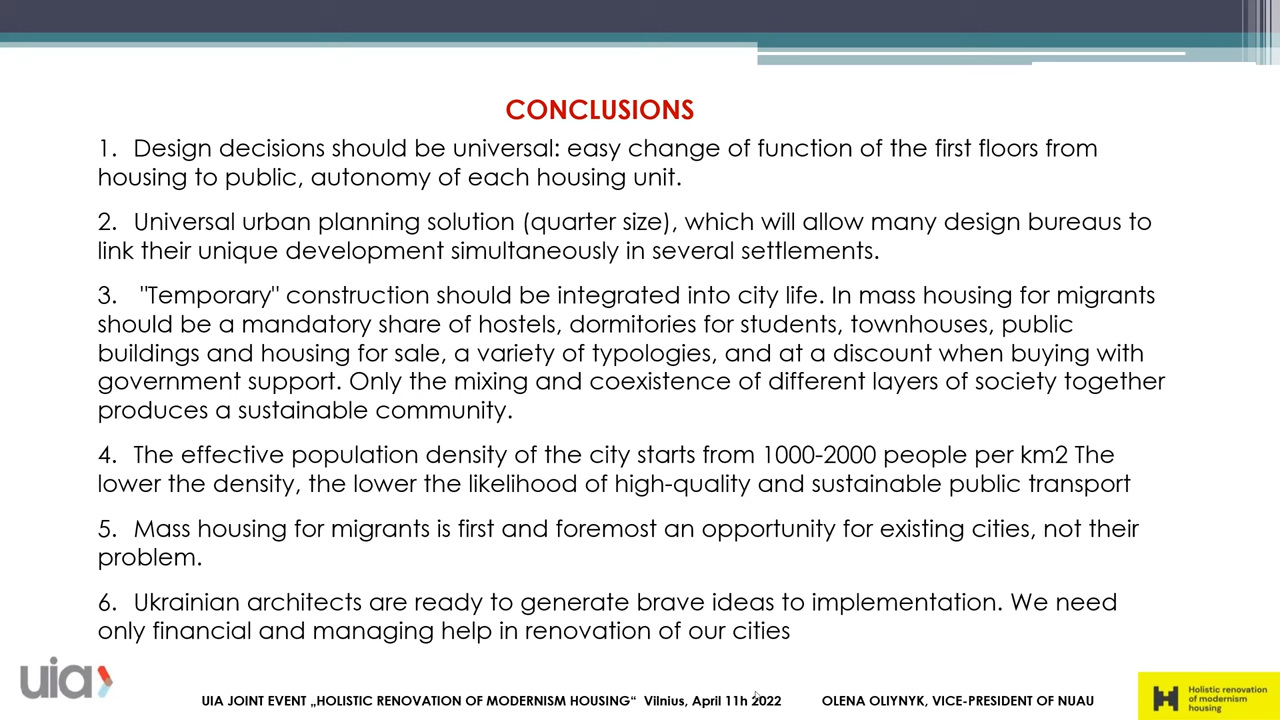 CONCLUSIONS
1. Design decisions should be universal: easy change of function of the first floors from
housing to public, autonomy of each housing unit.
2. Universal urban planning solution (quarter size), which will allow many design bureaus to
link their unique development simultaneously in several settlements.
3. "Temporary" construction should be integrated into city life. In mass housing for migrants
should be a mandatory share of hostels, dormitories for students, townhouses, public
buildings and housing for sale, a variety of typologies, and at a discount when buying with
government support. Only the mixing and coexistence of different layers of society together
produces a sustainable community.
4. The effective population density of the city starts from 1000-2000 people per km2 The
lower the density, the lower the likelihood of high-quality and sustainable public transport
5. Mass housing for migrants is first and foremost an opportunity for existing cities, not their
problem.
6. Ukrainian architects are ready to generate brave ideas to implementation. We need
only financial and managing help in renovation of our cities
uia
UIA JOINT EVENT „HOLISTIC RENOVATION OF MODERNISM HOUSING“ Vilnius, April 11h 2022 OLENA OLIYNYK, VICE-PRESIDENT OF NUAU
H
Holistic renovation
of modernism
housing